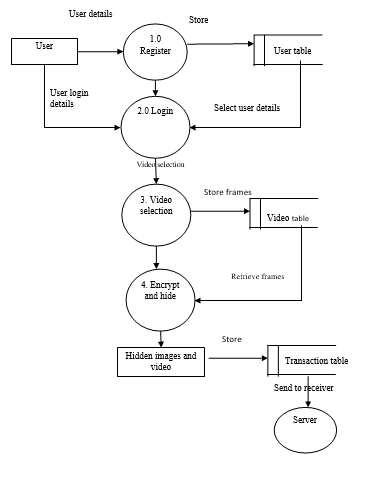 User details
Store
User
1.0
Register
User table
User login
details
2.0 Login
Select user details
Video selection
3. Video
selection
Store frames
Video table
4. Encrypt
and hide
Retrieve frames
Hidden images and
video
Store
Transaction table
Send to receiver
Server